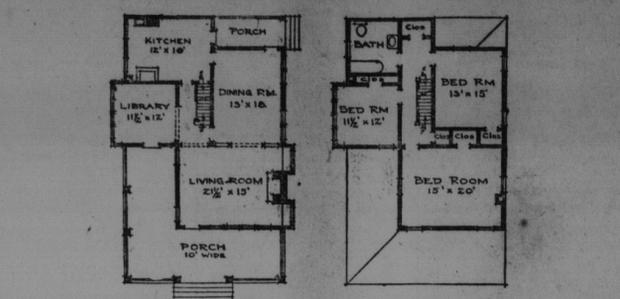 KITCHEN
12' x 16'
PORCH
DINING RM.
13' x 18
LIBRARY
11½' x 12'
LIVING ROOM
21½' x 15'
PORCH
10' WIDE
Clos
BATH
Clos
BED RM
13' x 15'
BED RM
11½' x 12'
Clos
Clos
Clos
BED ROOM
15' x 20'